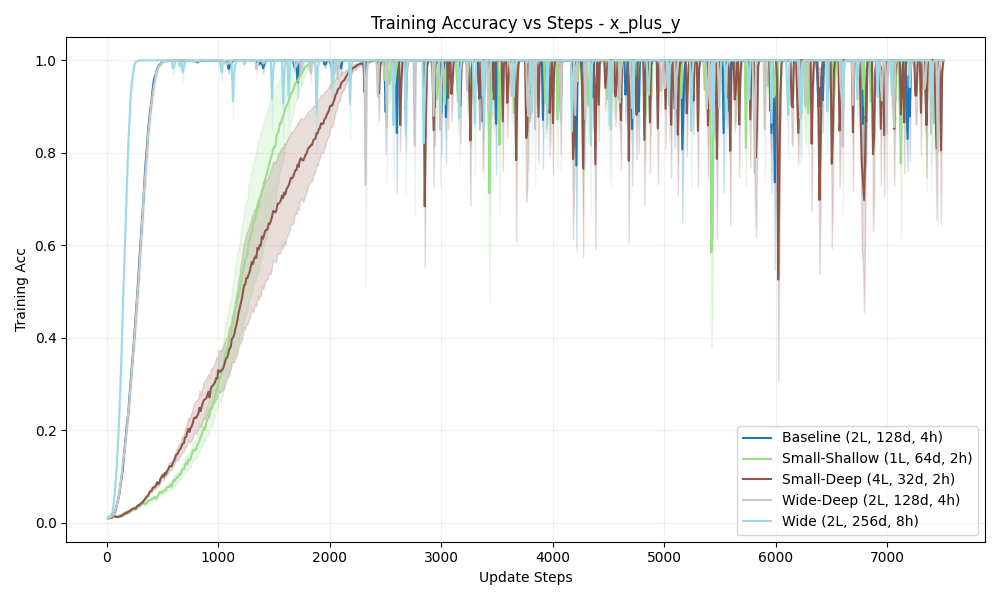 Training Accuracy vs Steps - x_plus_y
Training Acc
1.0
0.8
0.6
0.4
0.2
0.0
Baseline (2L, 128d, 4h)
Small-Shallow (1L, 64d, 2h)
Small-Deep (4L, 32d, 2h)
Wide-Deep (2L, 128d, 4h)
Wide (2L, 256d, 8h)
0 1000 2000 3000 4000 5000 6000 7000
Update Steps